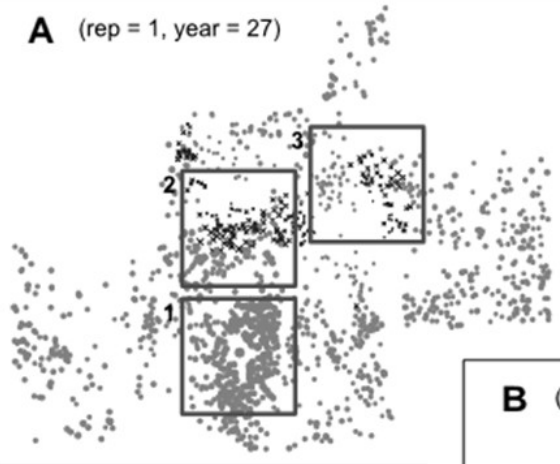 A (rep = 1, year = 27)
3
2
1
B (